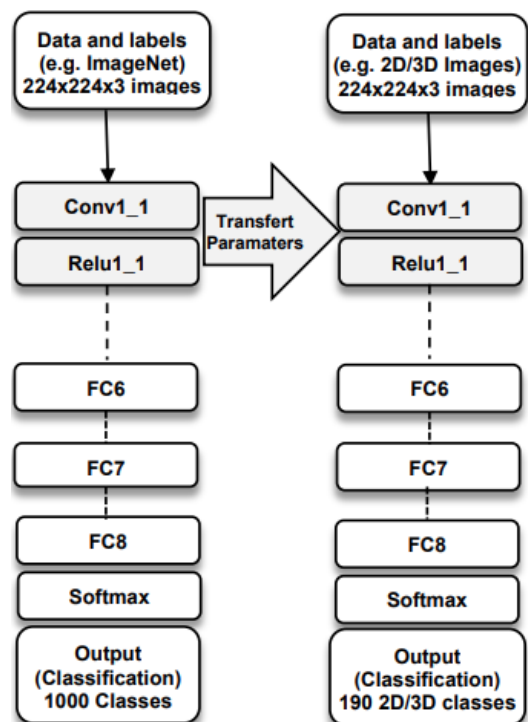 Data and labels
(e.g. ImageNet)
224x224x3 images
Conv1_1
Relu1_1
FC6
FC7
FC8
Softmax
Output
(Classification)
1000 Classes
Transfert
Paramaters
Data and labels
(e.g. 2D/3D Images)
224x224x3 images
Conv1_1
Relu1_1
FC6
FC7
FC8
Softmax
Output
(Classification)
190 2D/3D classes